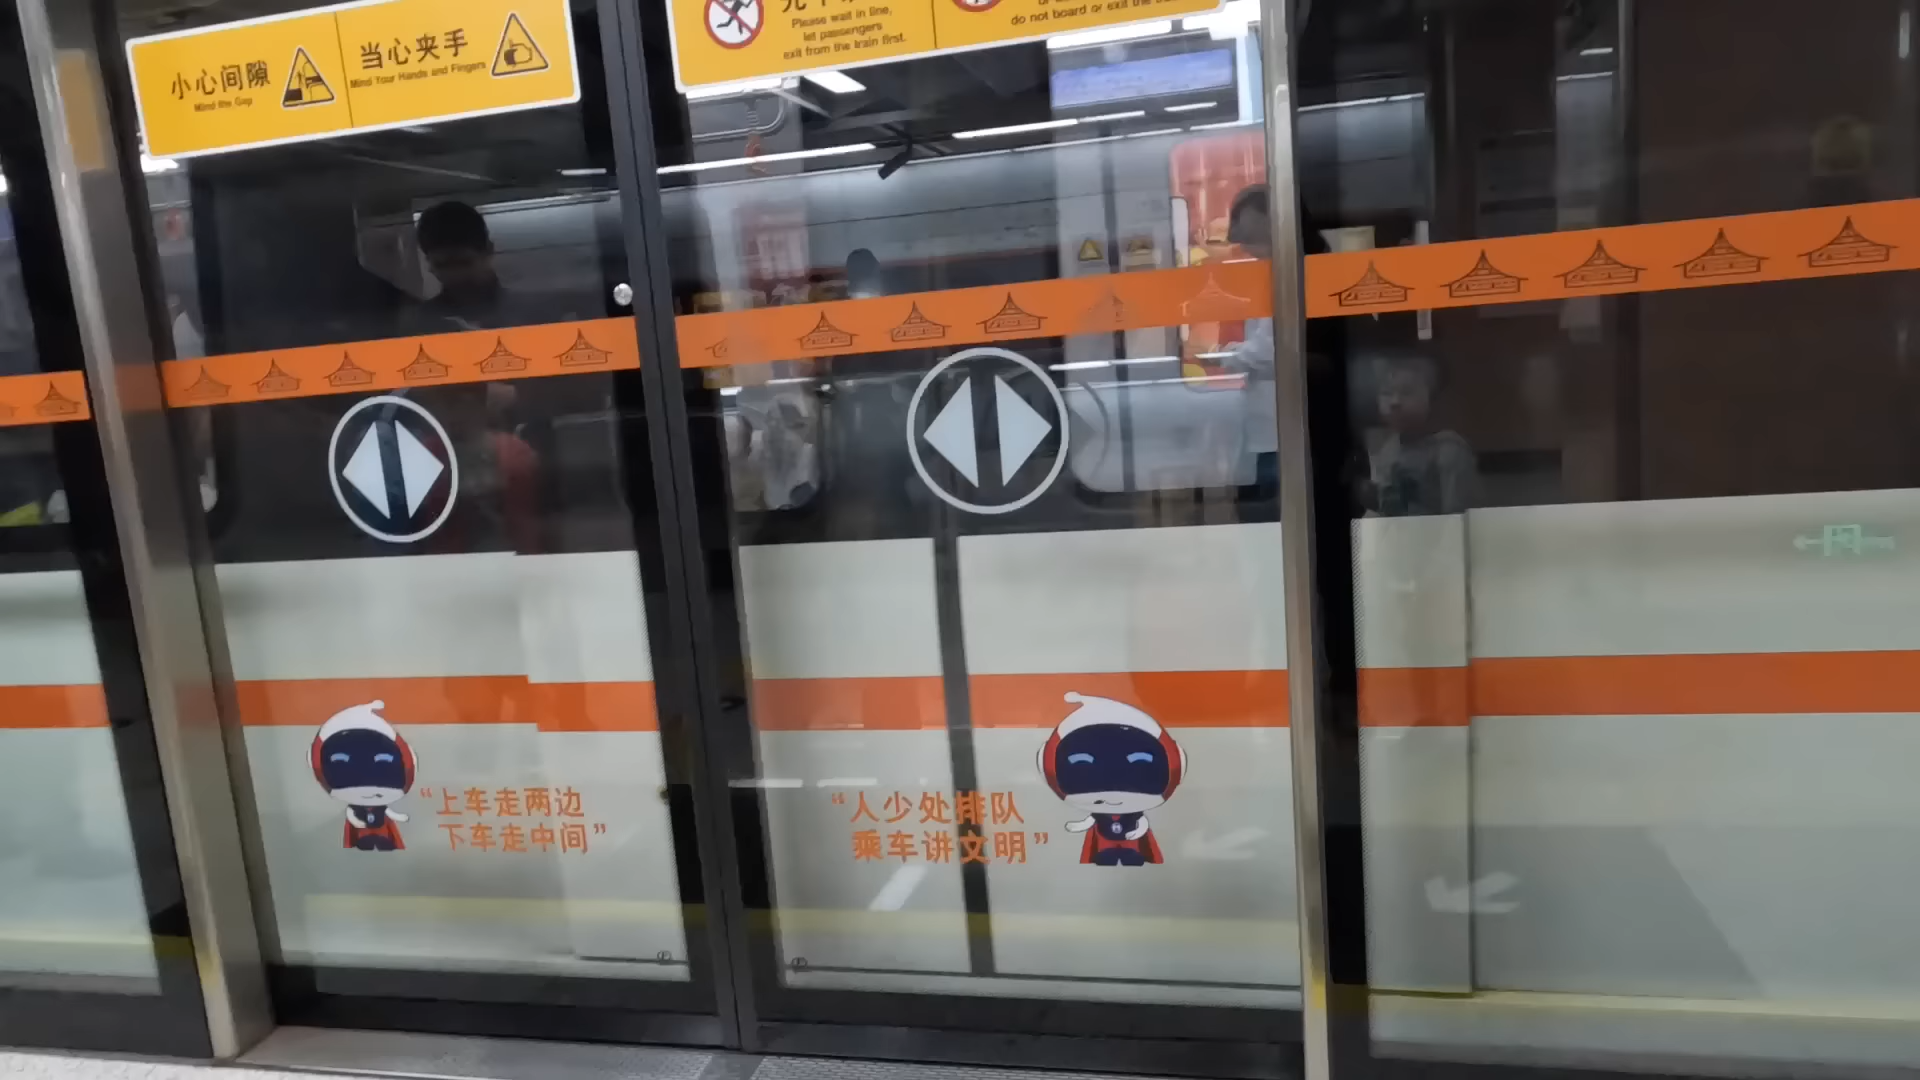 小心间隙
Mind the Gap
当心夹手
Mind Your Hands and Fingers
Please wait in line,
let passengers
exit from the train first.
do not board or exit the
“上车走两边
下车走中间”
“人少处排队
乘车讲文明”